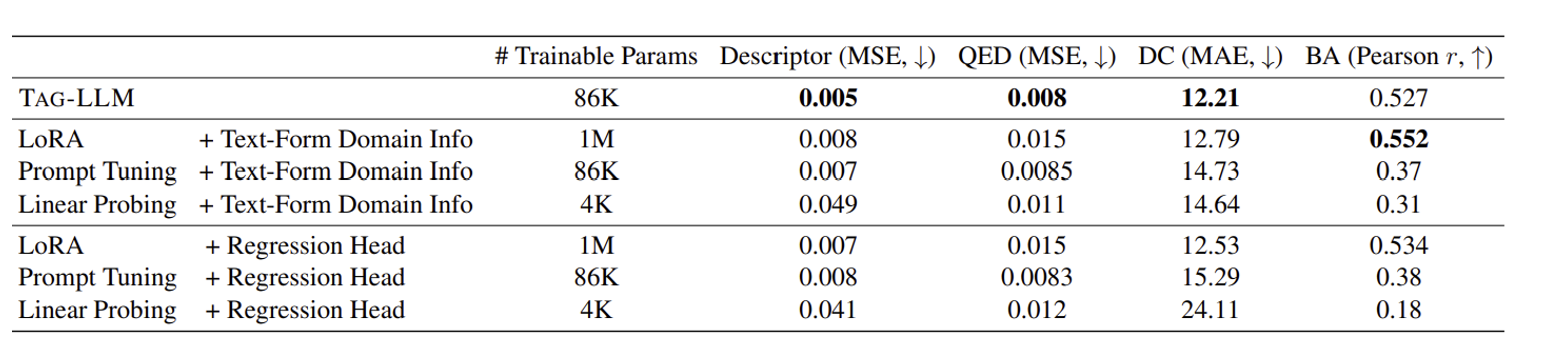 # Trainable Params Descriptor (MSE, ↓) QED (MSE, ↓) DC (MAE, ↓) BA (Pearson r, ↑)
TAG-LLM 86K 0.005 0.008 12.21 0.527
LoRA + Text-Form Domain Info 1M 0.008 0.015 12.79 0.552
Prompt Tuning + Text-Form Domain Info 86K 0.007 0.0085 14.73 0.37
Linear Probing + Text-Form Domain Info 4K 0.049 0.011 14.64 0.31
LoRA + Regression Head 1M 0.007 0.015 12.53 0.534
Prompt Tuning + Regression Head 86K 0.008 0.0083 15.29 0.38
Linear Probing + Regression Head 4K 0.041 0.012 24.11 0.18